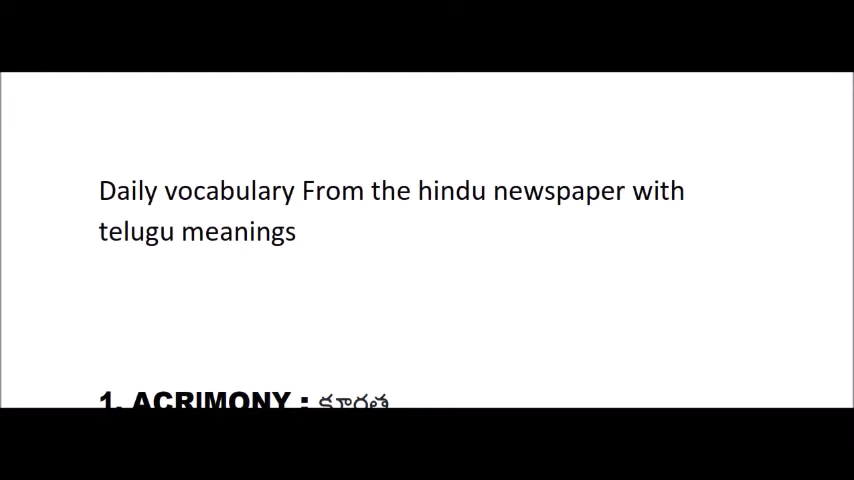 Daily vocabulary From the hindu newspaper with
telugu meanings
1. ACRIMONY :